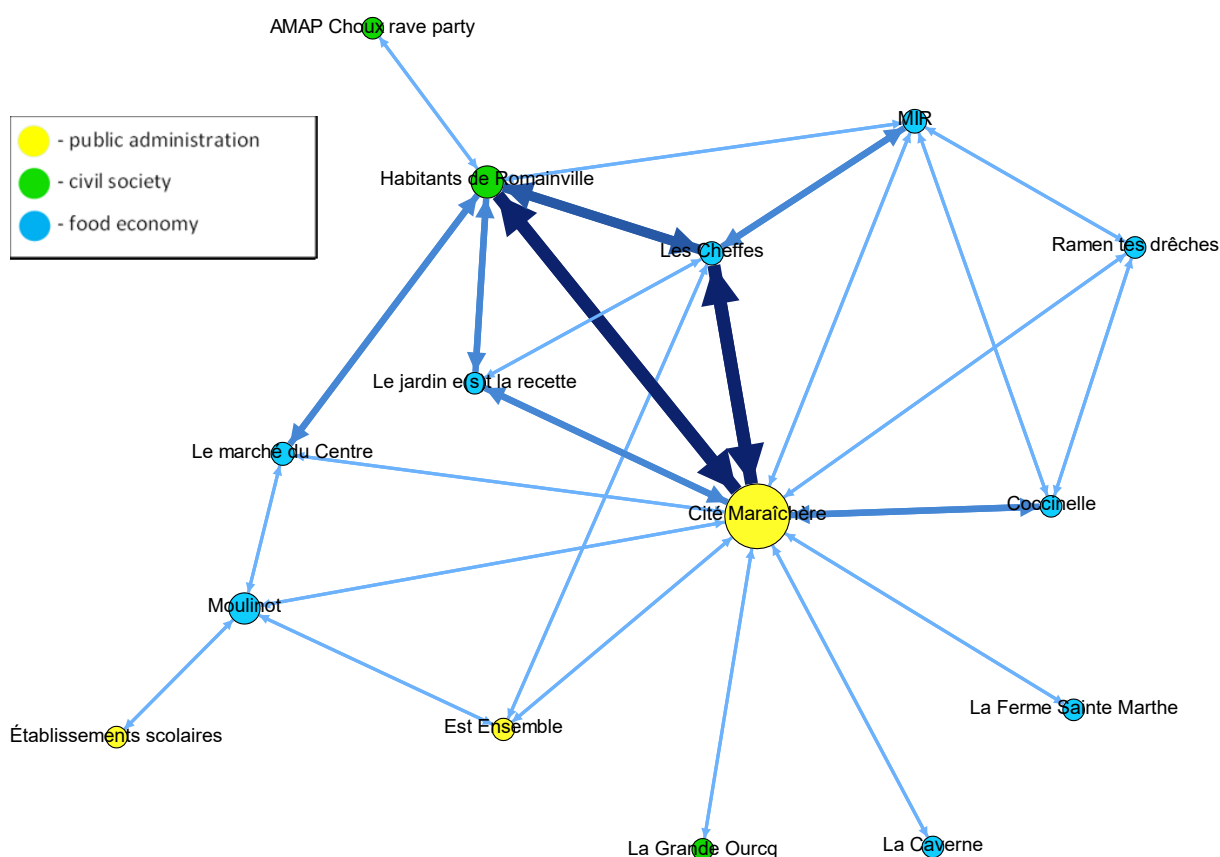 AMAP Choux rave party
- public administration
- civil society
- food economy
MIR
Habitants de Romainville
Les Cheffes
Ramen tes drêches
Le jardin e(s)t la recette
Le marché du Centre
Cité Maraîchère
Coccinelle
Moulinot
La Ferme Sainte Marthe
Est Ensemble
Établissements scolaires
La Grande Ourcq
La Caverne